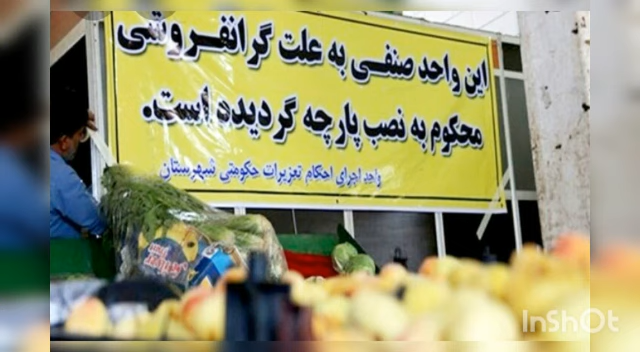 این واحد صنفی به علت گرانفروشی
محکوم به نصب پارچه گردیده است.
واحد اجرای احکام تعزیرات حکومتی شهرستان
InShOt